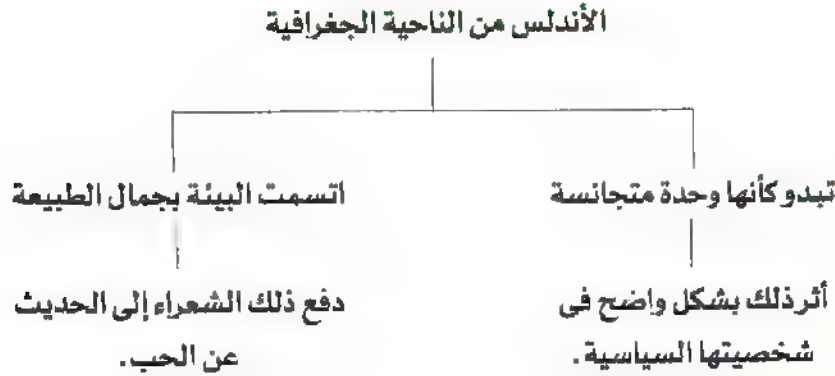 الأندلس من الناحية الجغرافية
تبدو كأنها وحدة متجانسة
اتسمت البيئة بجمال الطبيعة
أثر ذلك بشكل واضح فى
شخصيتها السياسية.
دفع ذلك الشعراء إلى الحديث
عن الحب.